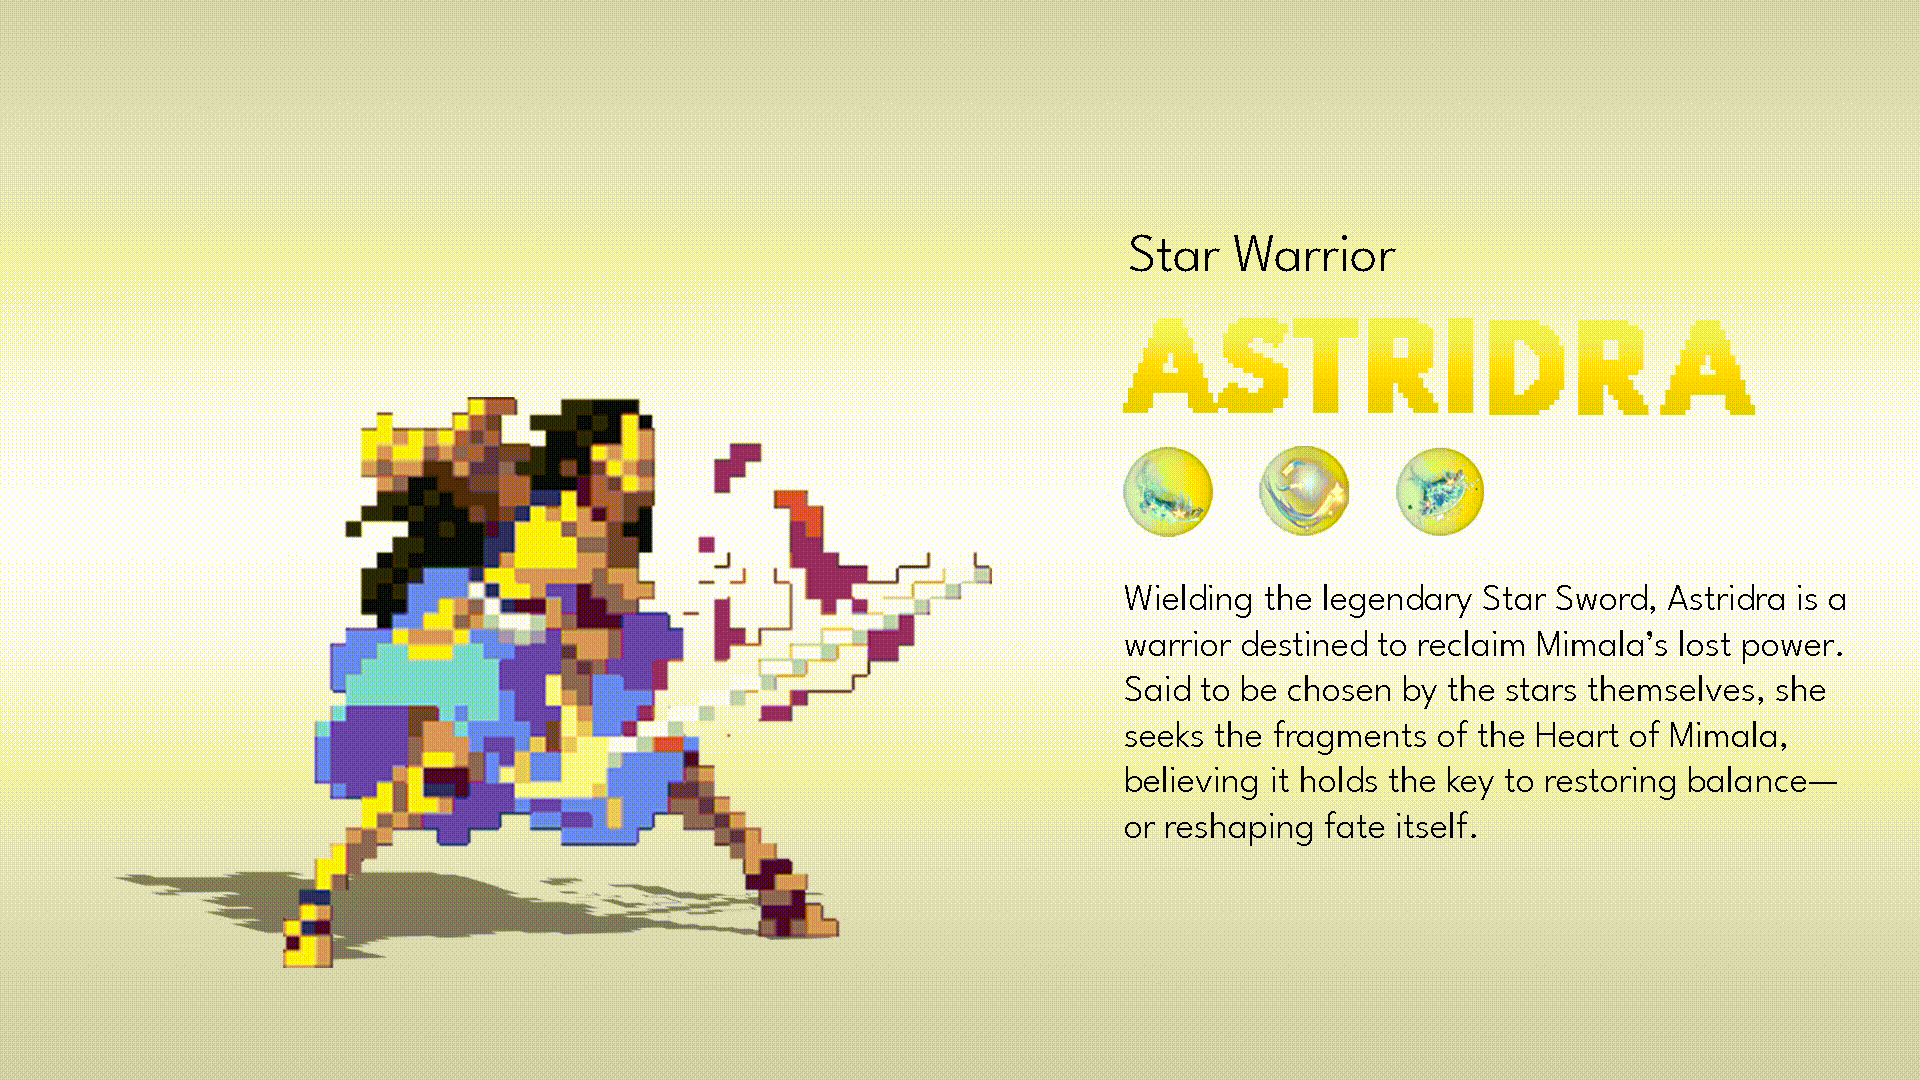 Star Warrior
ASTRIDRA
Wielding the legendary Star Sword, Astridra is a
warrior destined to reclaim Mimala’s lost power.
Said to be chosen by the stars themselves, she
seeks the fragments of the Heart of Mimala,
believing it holds the key to restoring balance—
or reshaping fate itself.